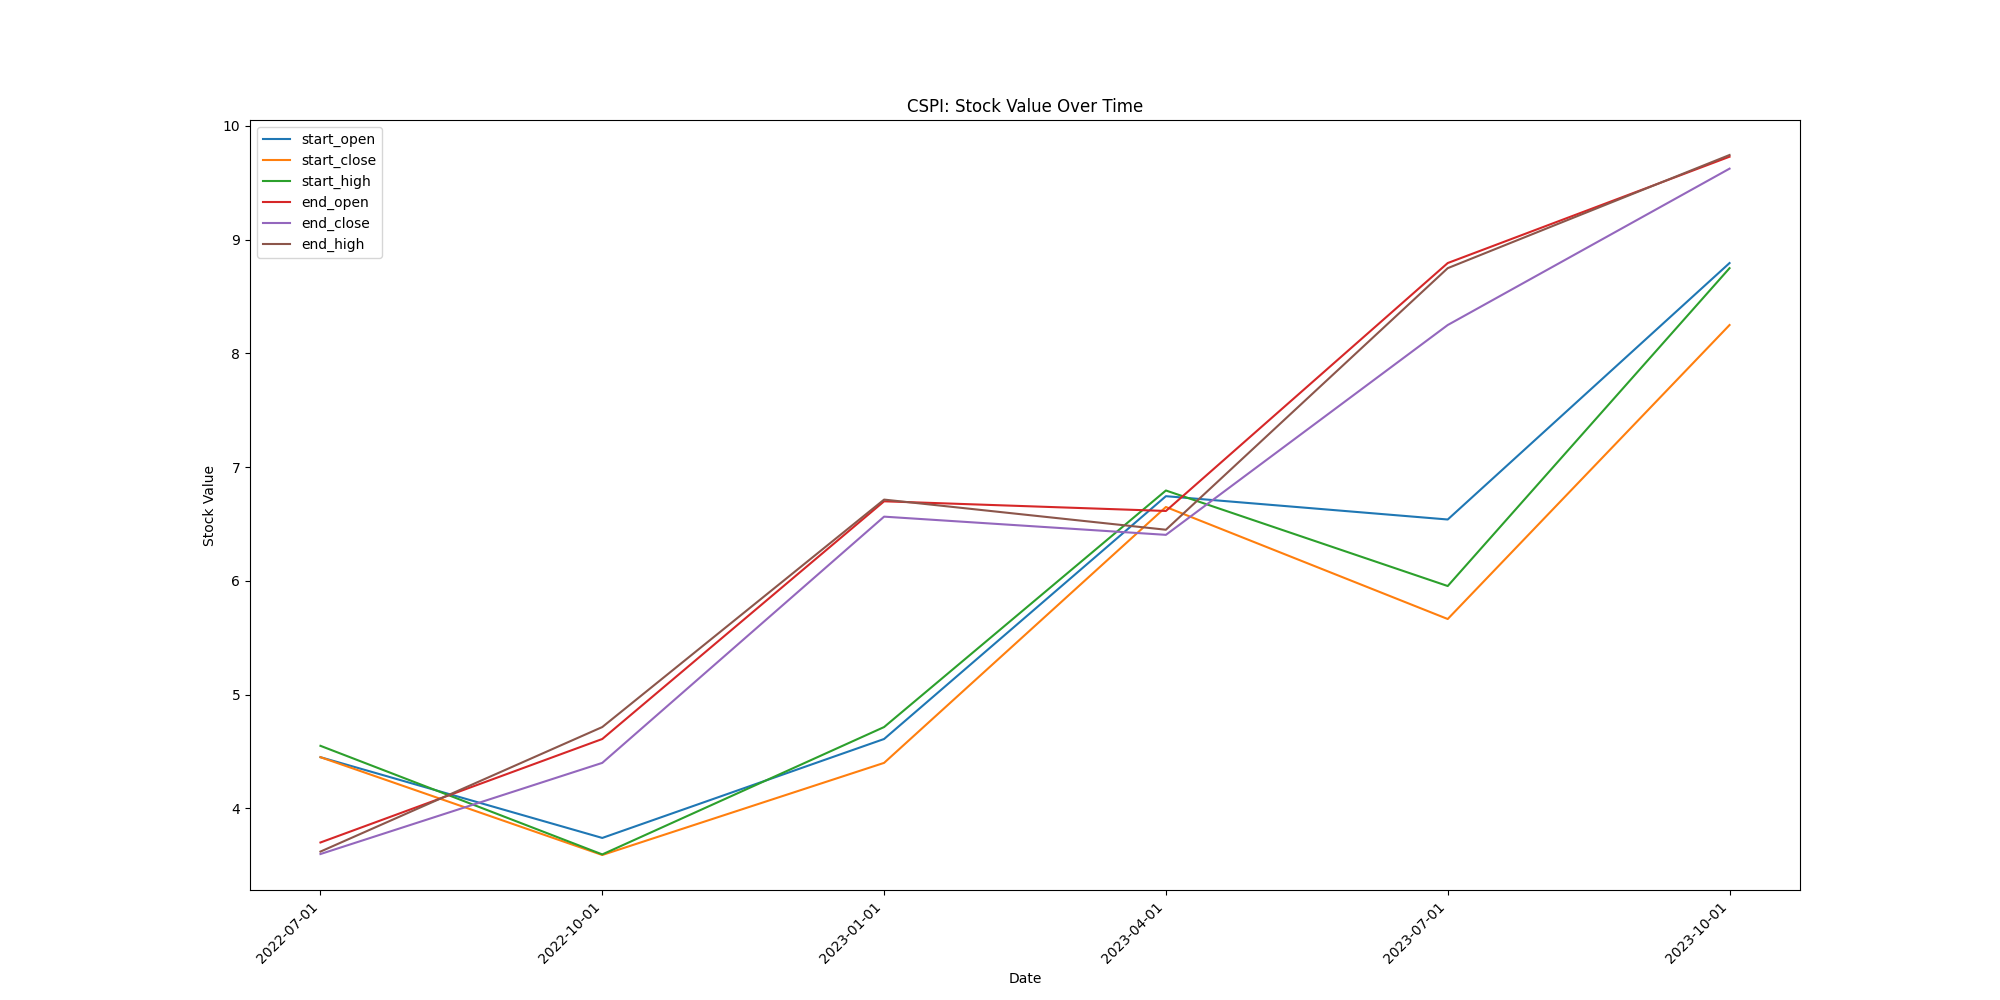 CSPI: Stock Value Over Time
start_open
start_close
start_high
end_open
end_close
end_high
10
9
8
7
6
5
4
Stock Value
2022-07-01
2022-10-01
2023-01-01
2023-04-01
2023-07-01
2023-10-01
Date